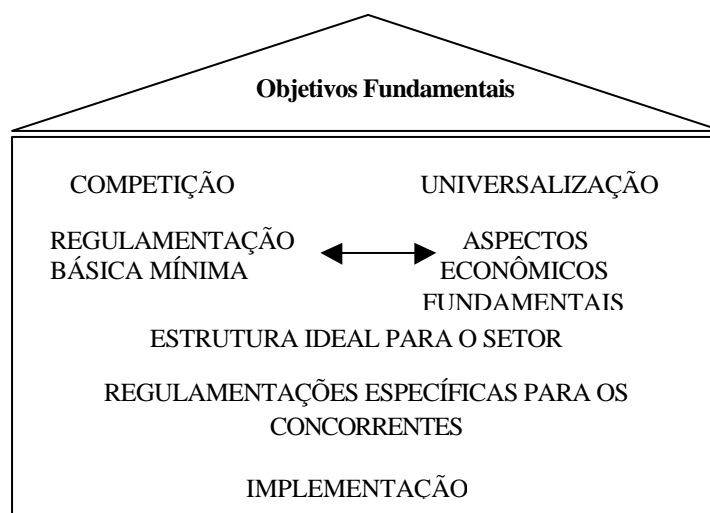 Objetivos Fundamentais
COMPETIÇÃO
UNIVERSALIZAÇÃO
REGULAMENTAÇÃO
BÁSICA MÍNIMA
ASPECTOS
ECONÔMICOS
FUNDAMENTAIS
ESTRUTURA IDEAL PARA O SETOR
REGULAMENTAÇÕES ESPECÍFICAS PARA OS
CONCORRENTES
IMPLEMENTAÇÃO